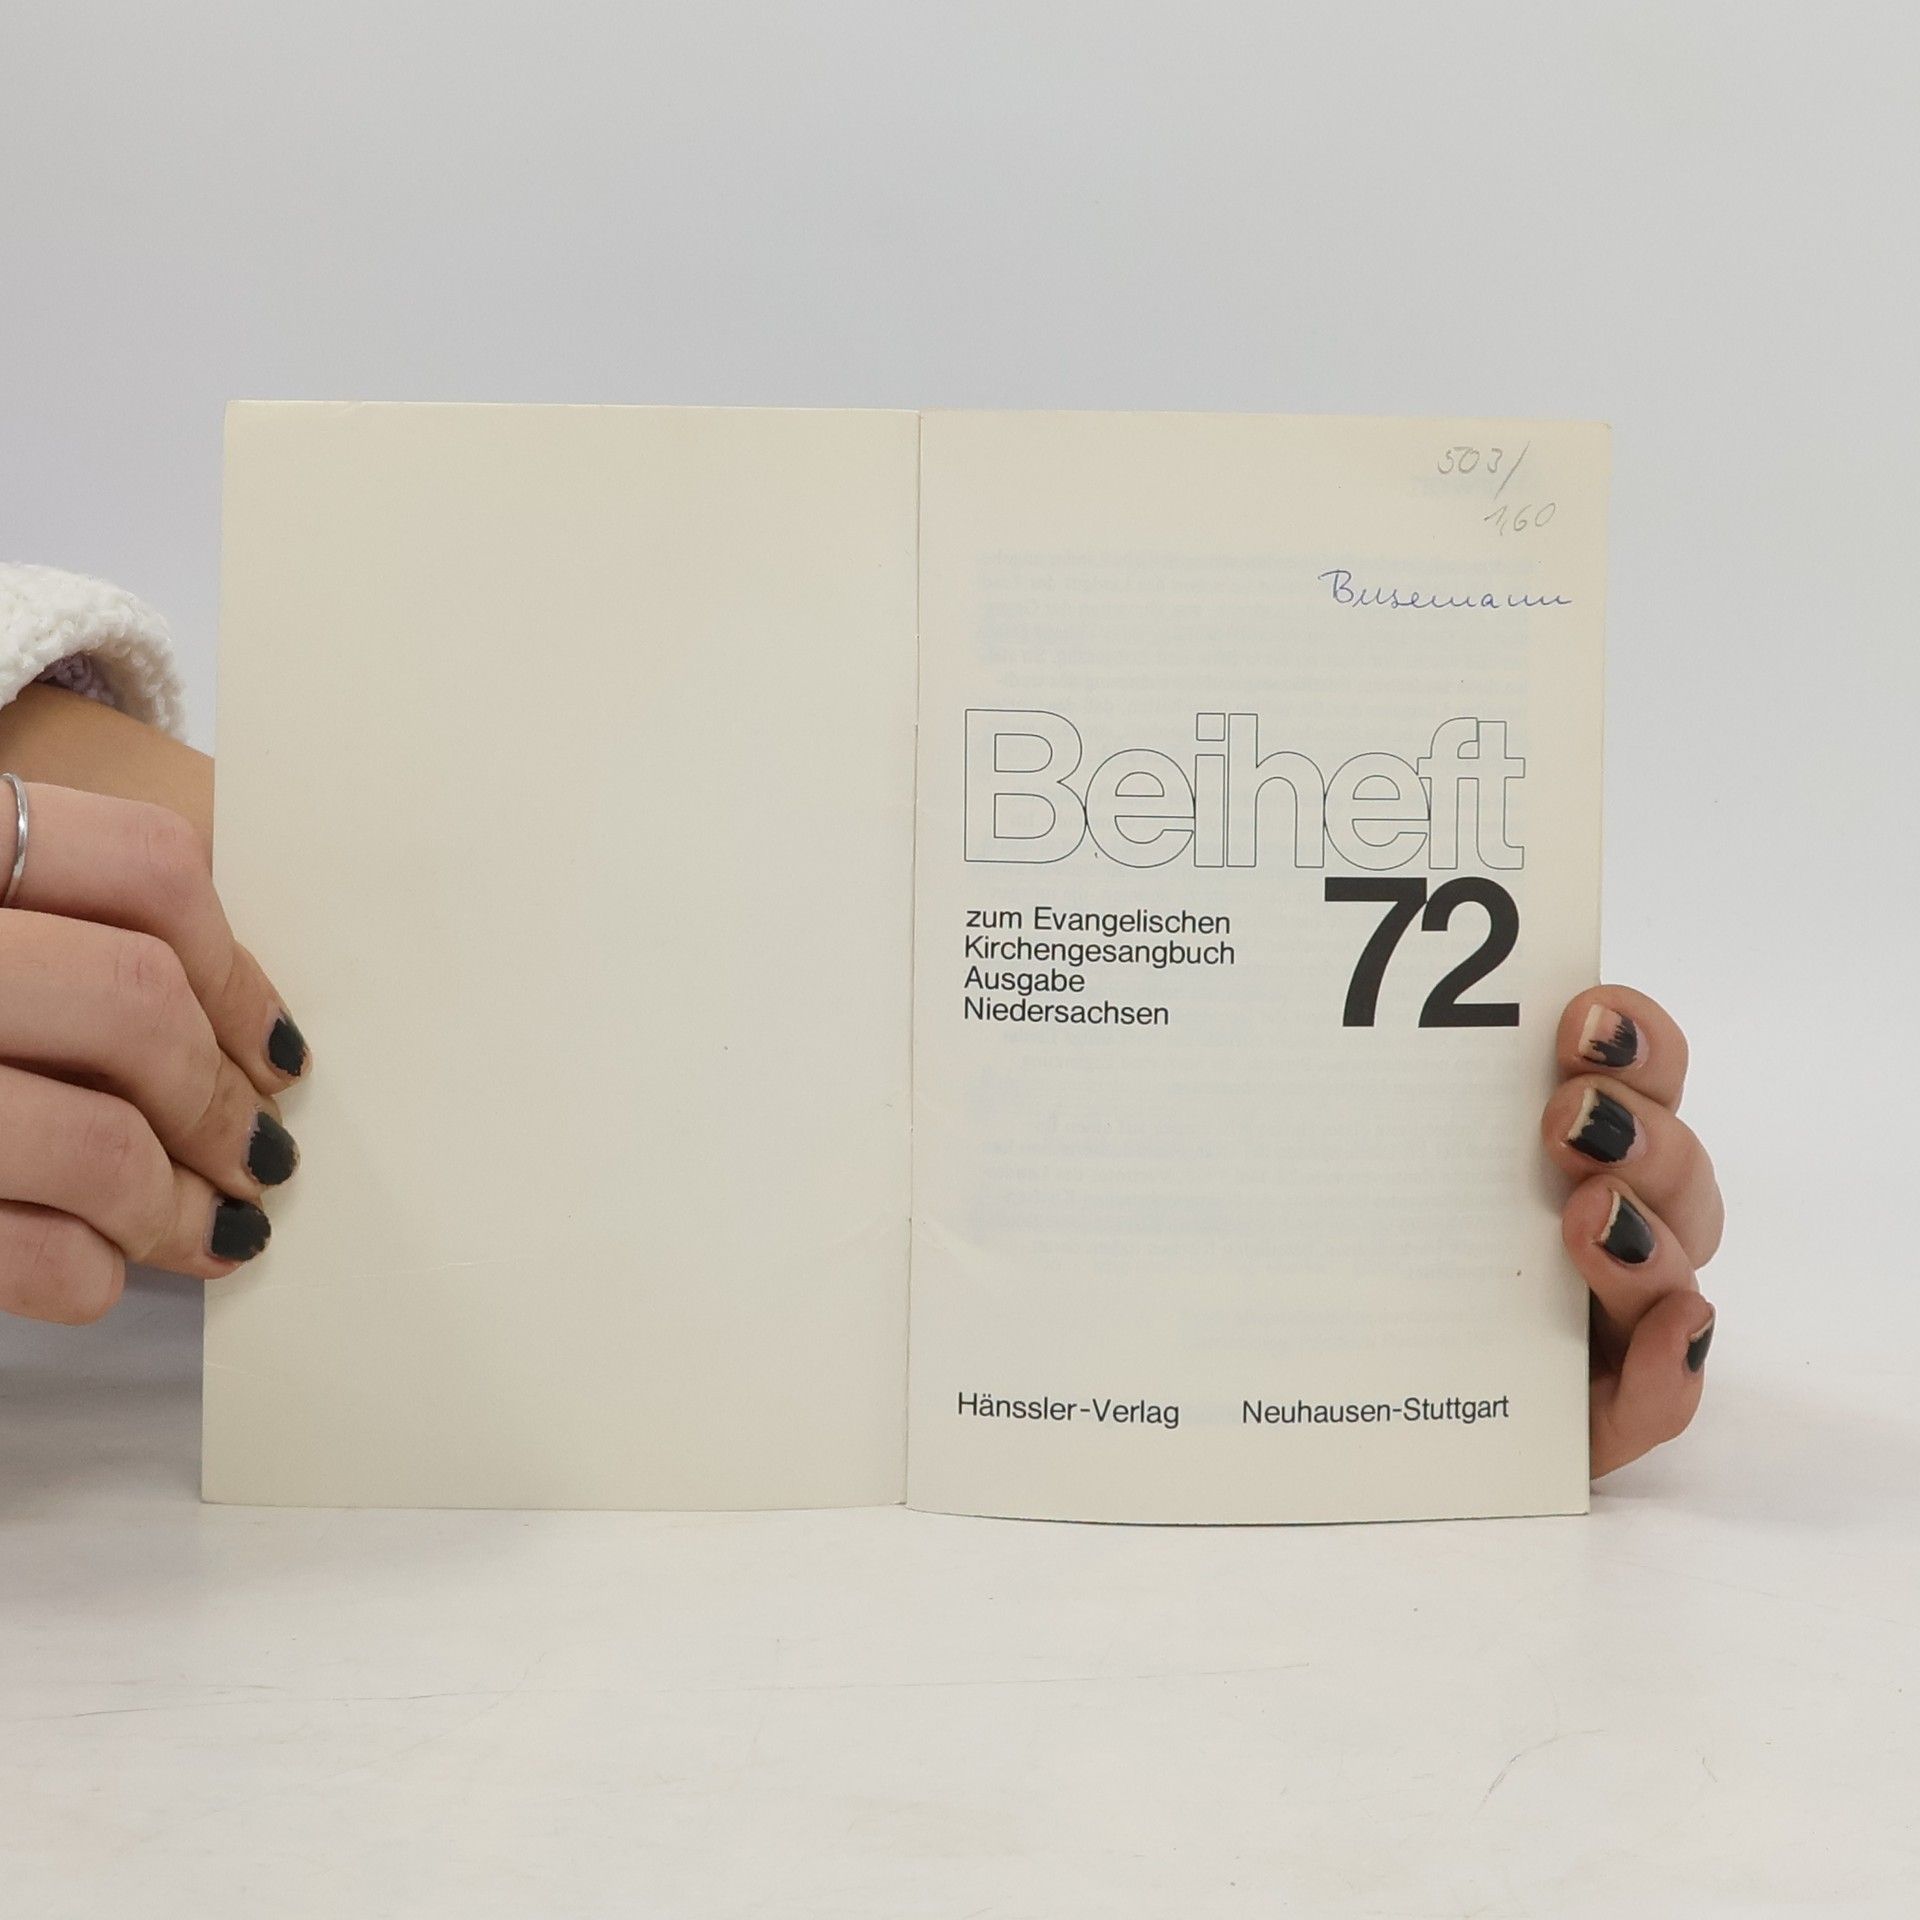 503/
1,60
Busemann
Beiheft
72
zum Evangelischen
Kirchengesangbuch
Ausgabe
Niedersachsen
Hänssler-Verlag Neuhausen-Stuttgart